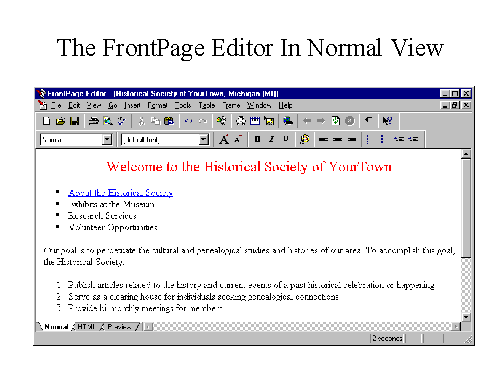 The FrontPage Editor In Normal View
FrontPage Editor - [Historical Society of YourTown, Michigan (MI)]
File Edit View Go Insert Format Tools Table Frame Window Help
Normal (default font) A A B I U
Welcome to the Historical Society of YourTown
About the Historical Society
Exhibits at the Museum
Research Services
Volunteer Opportunities
Our goal is to perpetuate the cultural and genealogical studies and histories of our area. To accomplish this goal,
the Historical Society:
1. Publish articles related to the history and current events of a past historical celebration or happening
2. Serve as a clearing house for individuals seeking genealogical connections
3. Provide bi-monthly meetings for members
Normal HTML Preview
2 seconds